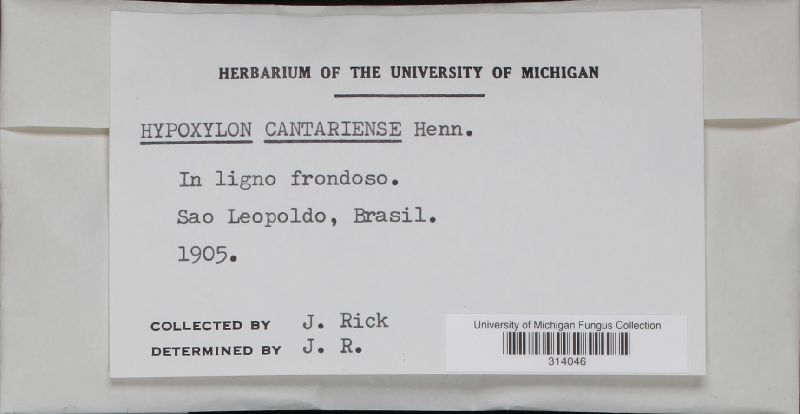 HERBARIUM OF THE UNIVERSITY OF MICHIGAN
HYPOXYLON CANTARIENSE Henn.
In ligno frondoso.
Sao Leopoldo, Brasil.
1905.
COLLECTED BY J. Rick
DETERMINED BY J. R.
University of Michigan Fungus Collection
314046